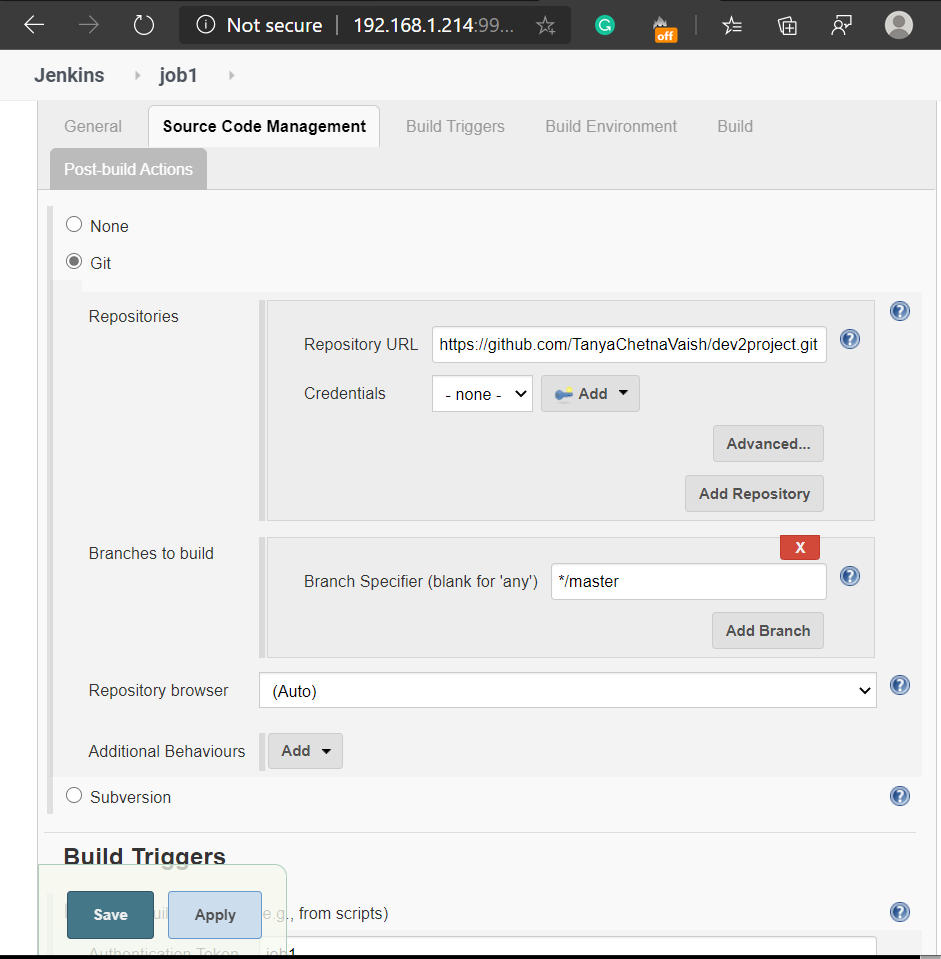 Not secure | 192.168.1.214:99...
off
Jenkins job1
General Source Code Management Build Triggers Build Environment Build
Post-build Actions
None
Git
Repositories
Repository URL https://github.com/TanyaChetnaVaish/dev2project.git
Credentials - none - Add
Advanced...
Add Repository
Branches to build
X
Branch Specifier (blank for 'any') */master
Add Branch
Repository browser (Auto)
Additional Behaviours Add
Subversion
Build Triggers
Save Apply e.g., from scripts)
Authentication Token job1